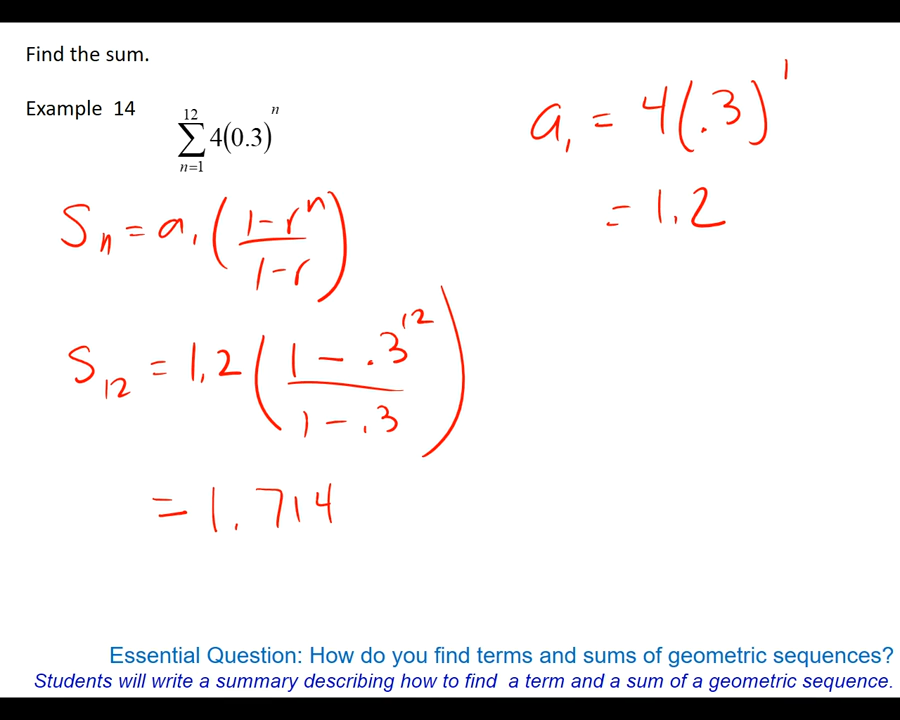 Find the sum.
Example 14
12
∑ 4(0.3)ⁿ
n=1
a₁ = 4(.3)¹
= 1.2
Sₙ = a₁((1-rⁿ)/(1-r))
S₁₂ = 1.2((1-.3¹²)/(1-.3))
= 1.714
Essential Question: How do you find terms and sums of geometric sequences?
Students will write a summary describing how to find a term and a sum of a geometric sequence.